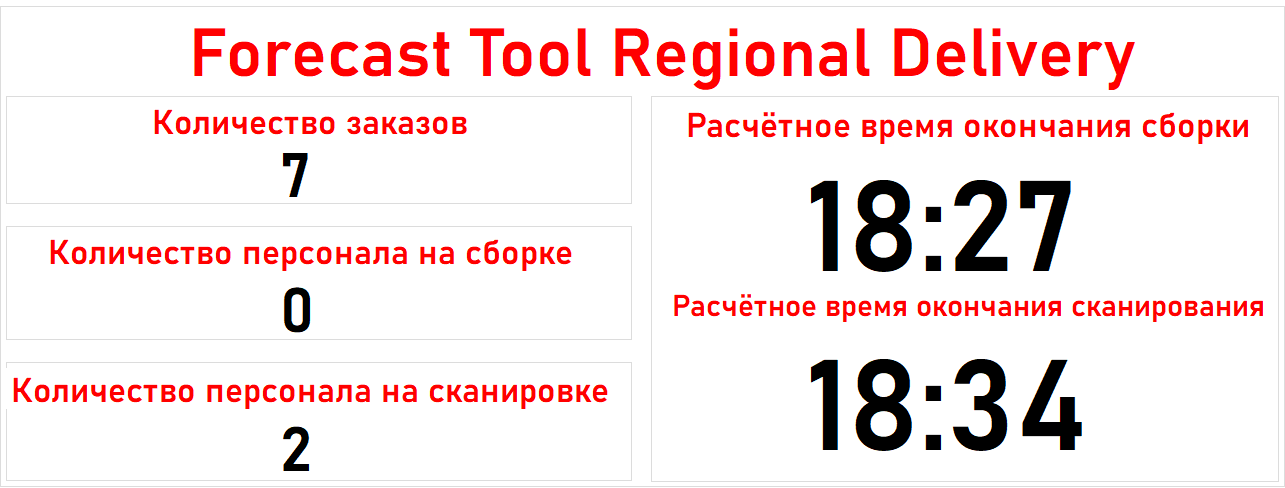 Forecast Tool Regional Delivery
Количество заказов
7
Количество персонала на сборке
0
Количество персонала на сканировке
2
Расчётное время окончания сборки
18:27
Расчётное время окончания сканирования
18:34